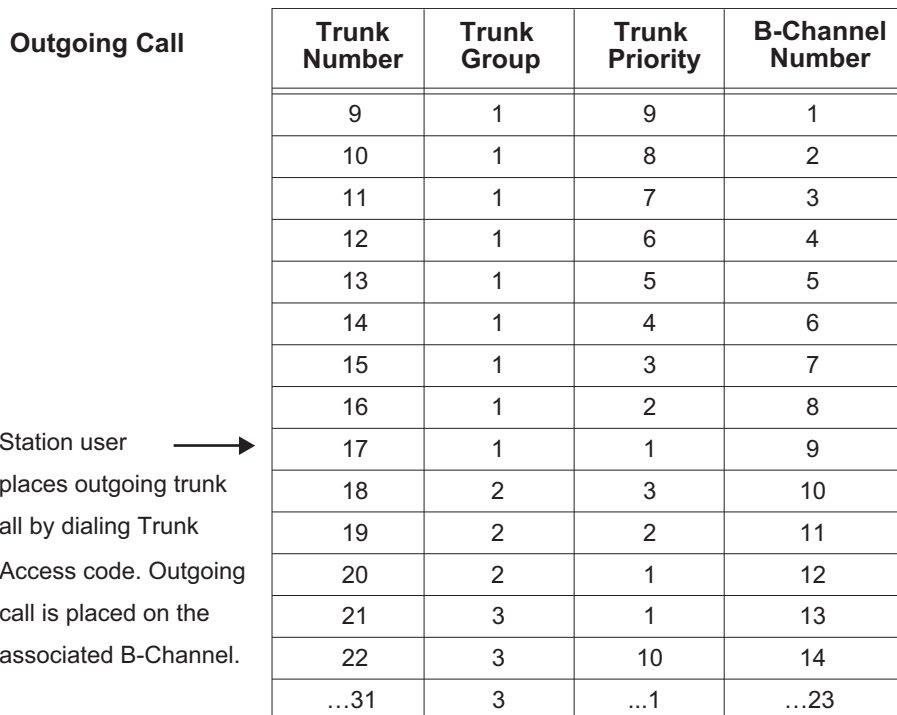 Outgoing Call
Trunk Number Trunk Group Trunk Priority B-Channel Number
9 1 9 1
10 1 8 2
11 1 7 3
12 1 6 4
13 1 5 5
14 1 4 6
15 1 3 7
16 1 2 8
17 1 1 9
18 2 3 10
19 2 2 11
20 2 1 12
21 3 1 13
22 3 10 14
…31 3 ...1 …23
Station user
places outgoing trunk
all by dialing Trunk
Access code. Outgoing
call is placed on the
associated B-Channel.